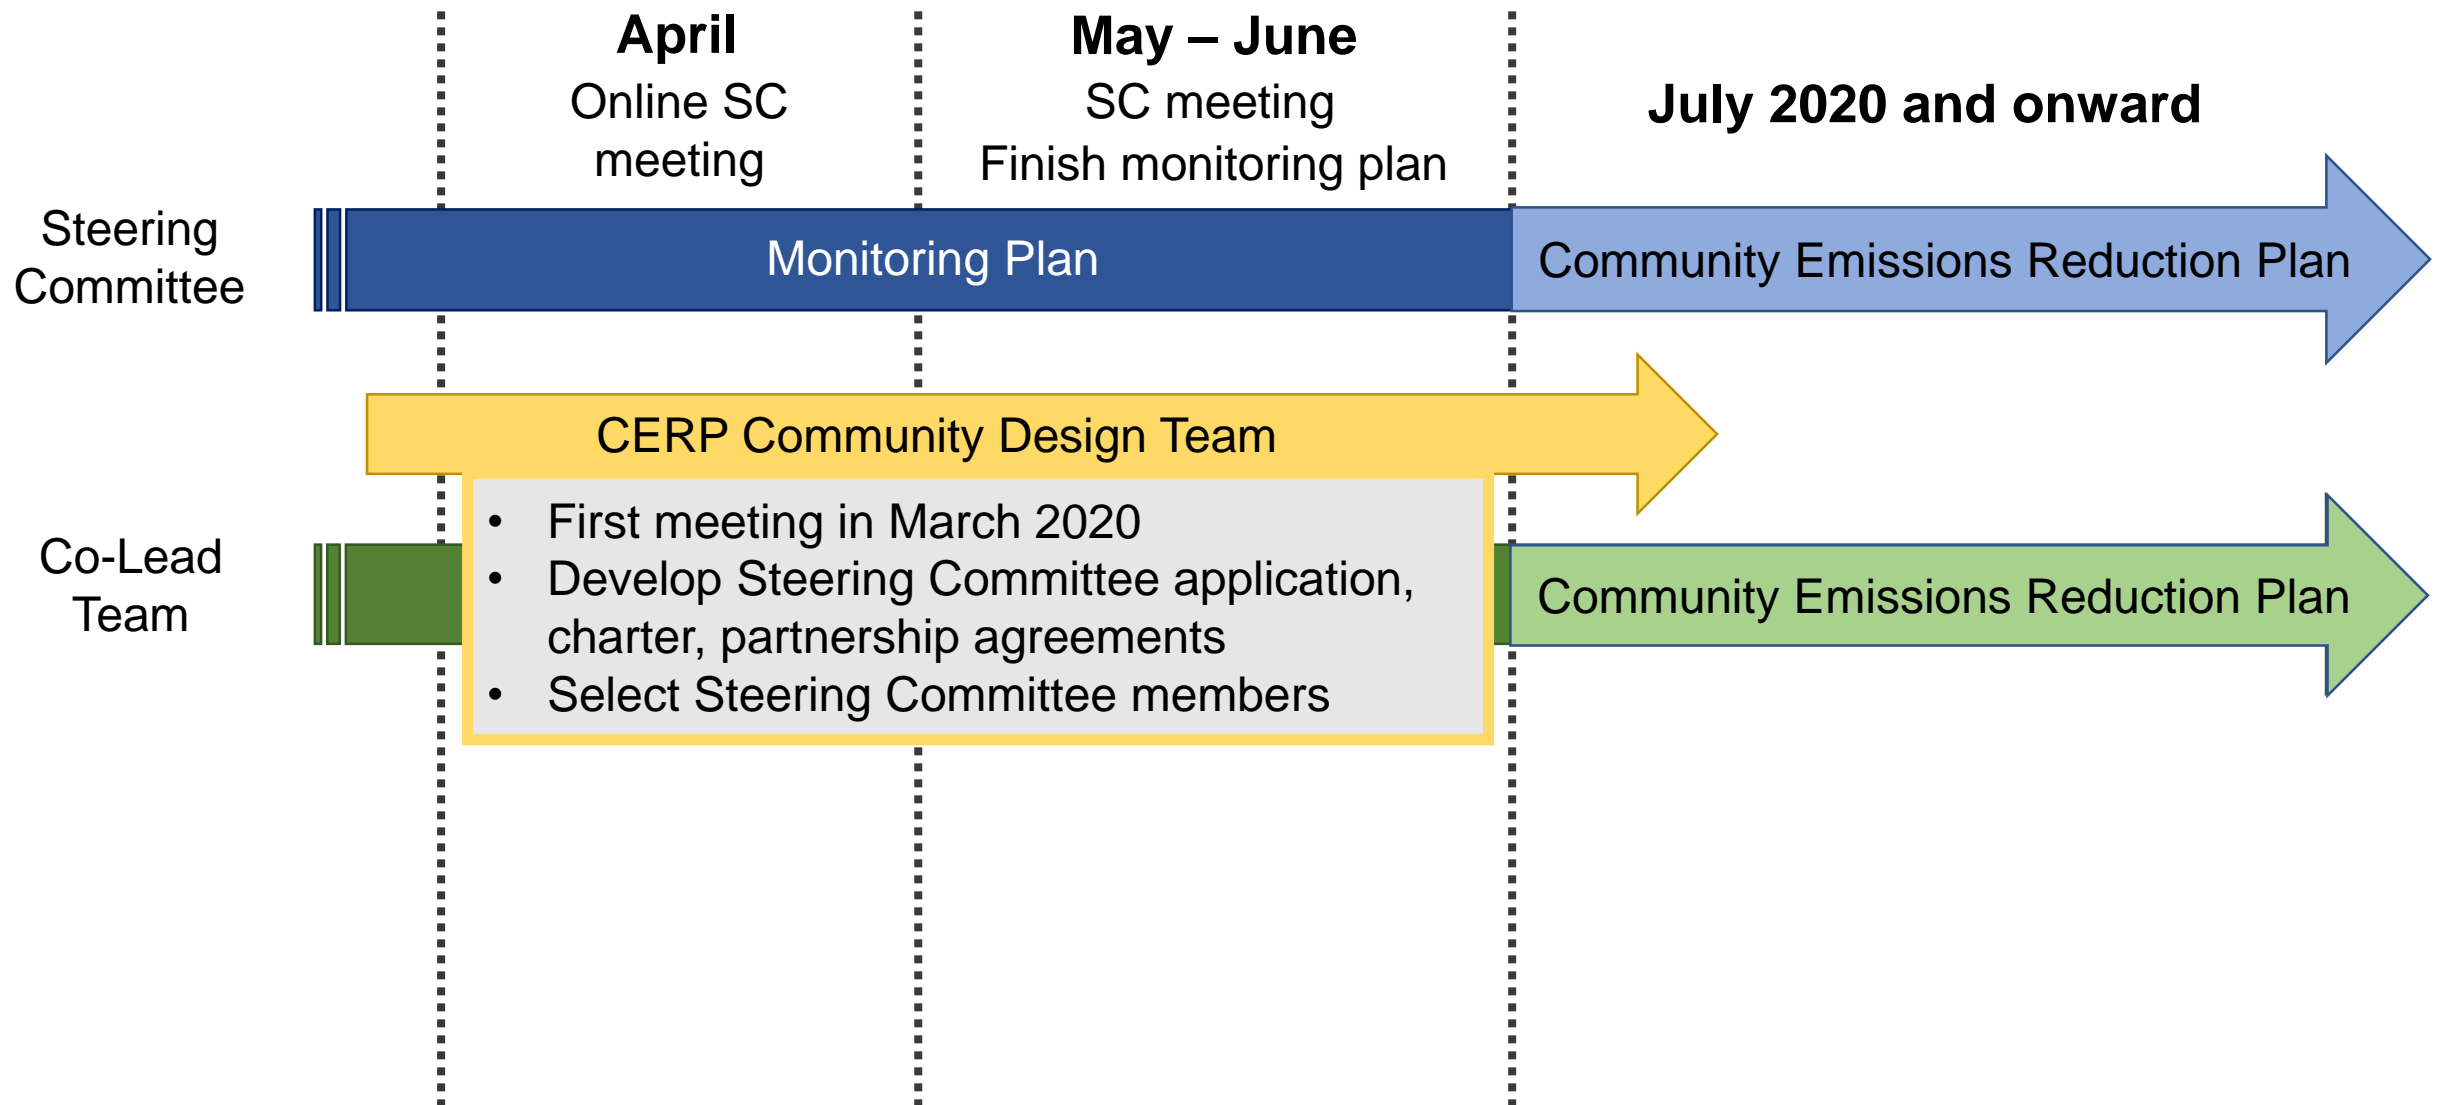 April
Online SC
meeting
May – June
SC meeting
Finish monitoring plan
July 2020 and onward
Steering
Committee
Monitoring Plan
Community Emissions Reduction Plan
CERP Community Design Team
• First meeting in March 2020
• Develop Steering Committee application,
charter, partnership agreements
• Select Steering Committee members
Co-Lead
Team
Community Emissions Reduction Plan